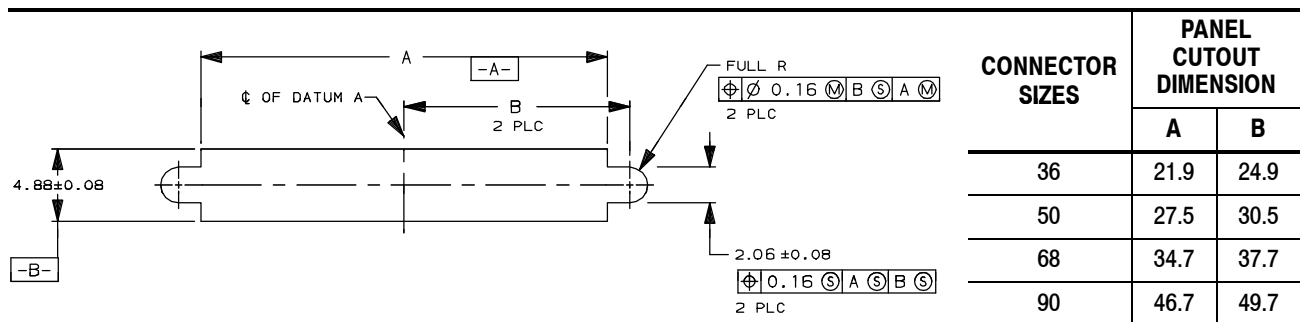 A
-A-
FULL R
⌖ ⌀ 0.16 Ⓜ B Ⓢ A Ⓜ
2 PLC
℄ OF DATUM A
B
2 PLC
4.88±0.08
-B-
2.06±0.08
⌖ 0.16 Ⓢ A Ⓢ B Ⓢ
2 PLC
CONNECTOR SIZES
PANEL CUTOUT DIMENSION
A B
36 21.9 24.9
50 27.5 30.5
68 34.7 37.7
90 46.7 49.7